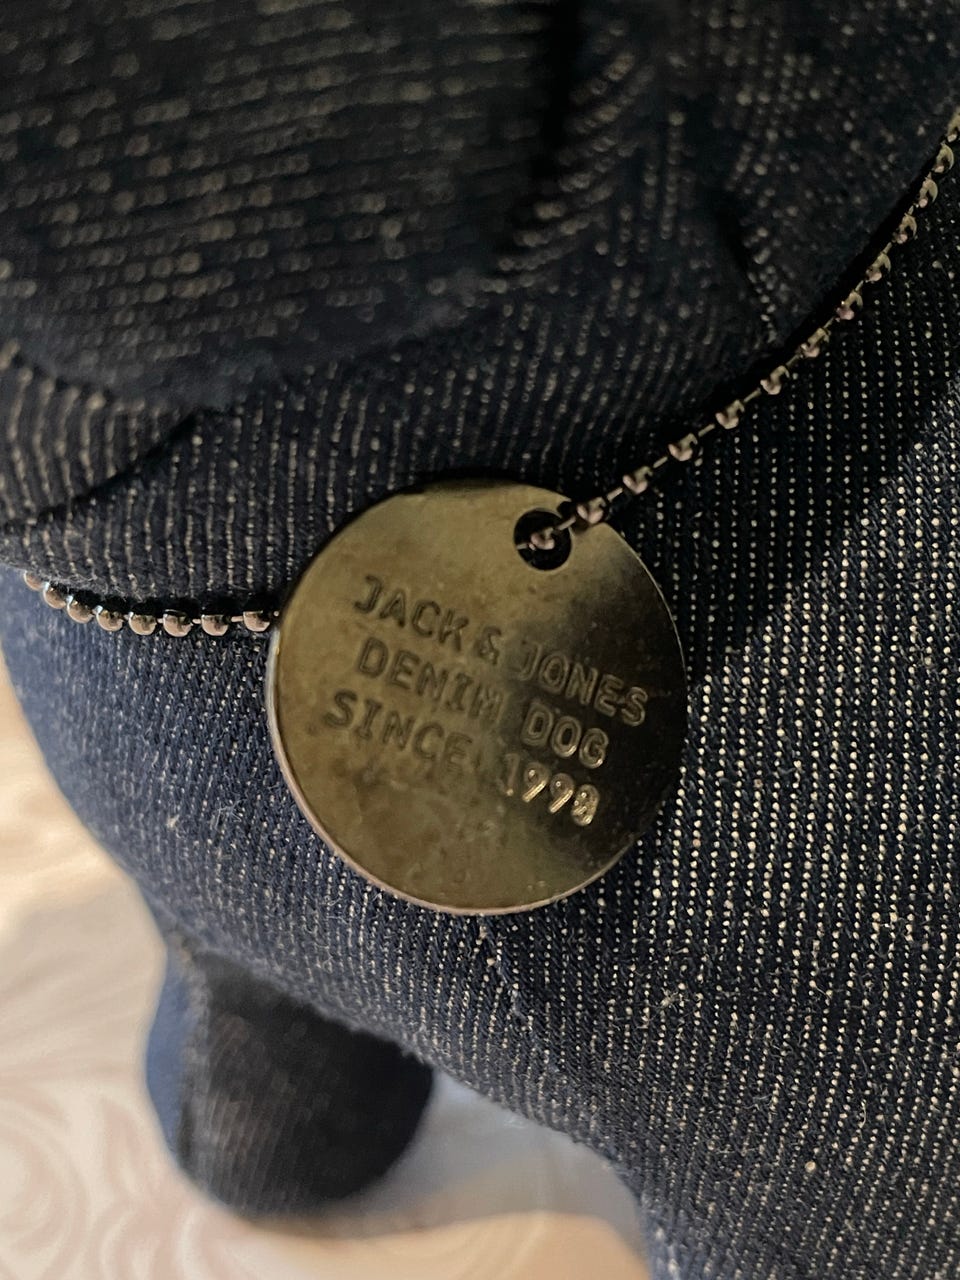 JACK & JONES
DENIM DOG
SINCE 1990